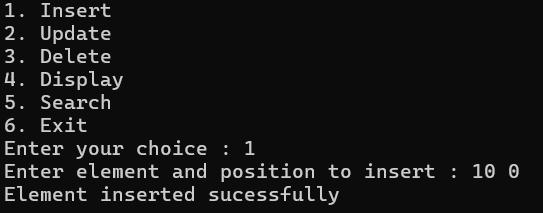 1. Insert
2. Update
3. Delete
4. Display
5. Search
6. Exit
Enter your choice : 1
Enter element and position to insert : 10 0
Element inserted sucessfully